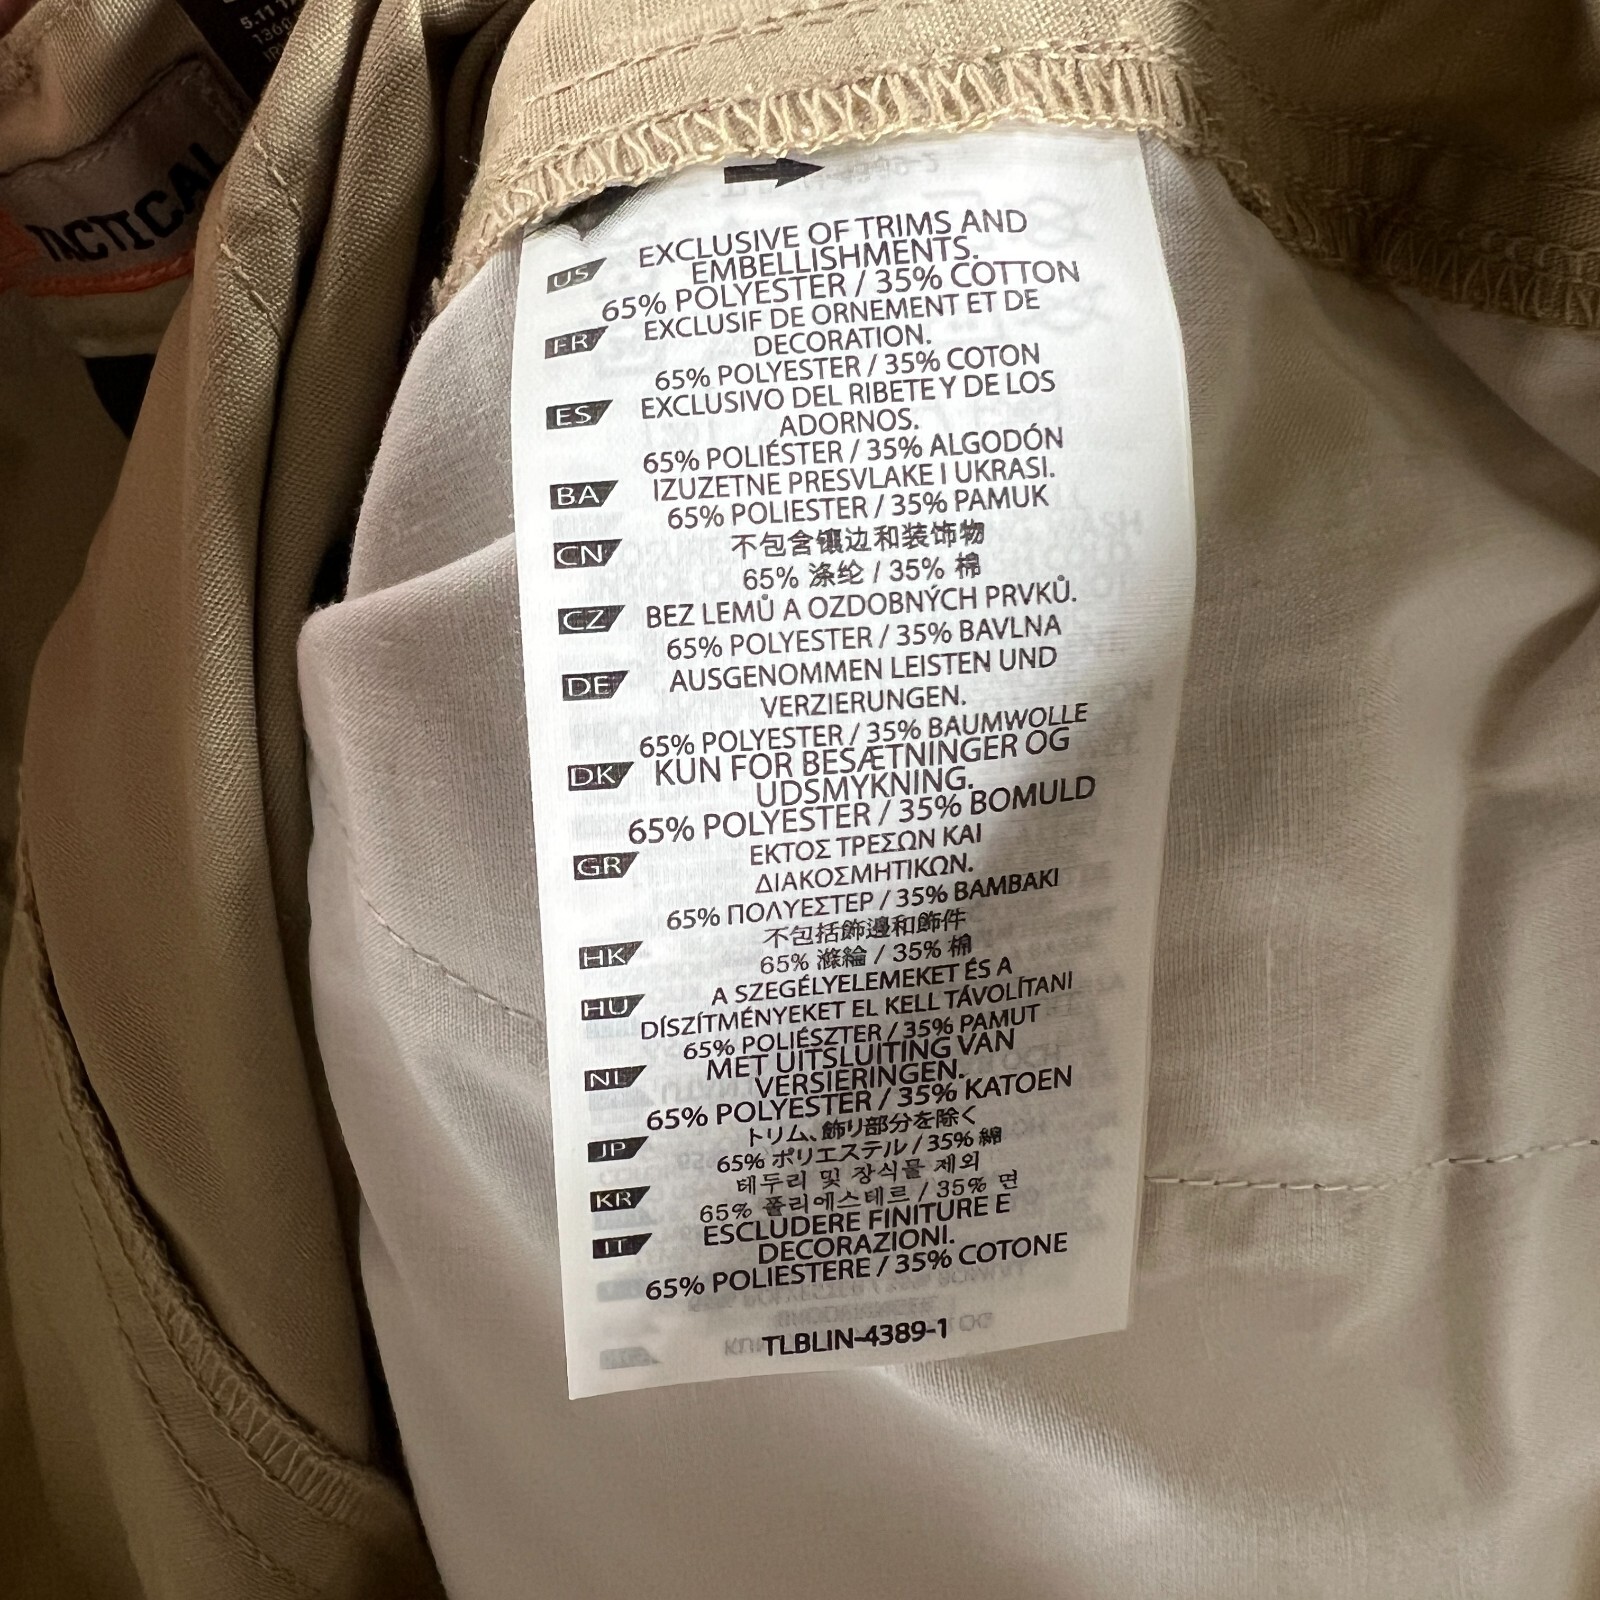 5.11
TACTICAL
US
EXCLUSIVE OF TRIMS AND
EMBELLISHMENTS.
65% POLYESTER / 35% COTTON
FR
EXCLUSIF DE ORNEMENT ET DE
DECORATION.
65% POLYESTER / 35% COTON
ES
EXCLUSIVO DEL RIBETE Y DE LOS
ADORNOS.
65% POLIÉSTER / 35% ALGODÓN
BA
IZUZETNE PRESVLAKE I UKRASI.
65% POLIESTER / 35% PAMUK
CN
不包含镶边和装饰物
65% 涤纶 / 35% 棉
CZ
BEZ LEMŮ A OZDOBNÝCH PRVKŮ.
65% POLYESTER / 35% BAVLNA
DE
AUSGENOMMEN LEISTEN UND
VERZIERUNGEN.
65% POLYESTER / 35% BAUMWOLLE
DK
KUN FOR BESÆTNINGER OG
UDSMYKNING.
65% POLYESTER / 35% BOMULD
GR
ΕΚΤΟΣ ΤΡΕΣΩΝ ΚΑΙ
ΔΙΑΚΟΣΜΗΤΙΚΩΝ.
65% ΠΟΛΥΕΣΤΕΡ / 35% ΒΑΜΒΑΚΙ
HK
不包括飾邊和飾件
65% 滌綸 / 35% 棉
HU
A SZEGÉLYELEMEKET ÉS A
DÍSZÍTMÉNYEKET EL KELL TÁVOLÍTANI
65% POLIÉSZTER / 35% PAMUT
NL
MET UITSLUITING VAN
VERSIERINGEN.
65% POLYESTER / 35% KATOEN
JP
トリム、飾り部分を除く
65% ポリエステル / 35% 綿
KR
테두리 및 장식물 제외
65% 폴리에스테르 / 35% 면
IT
ESCLUDERE FINITURE E
DECORAZIONI.
65% POLIESTERE / 35% COTONE
TLBLIN-4389-1